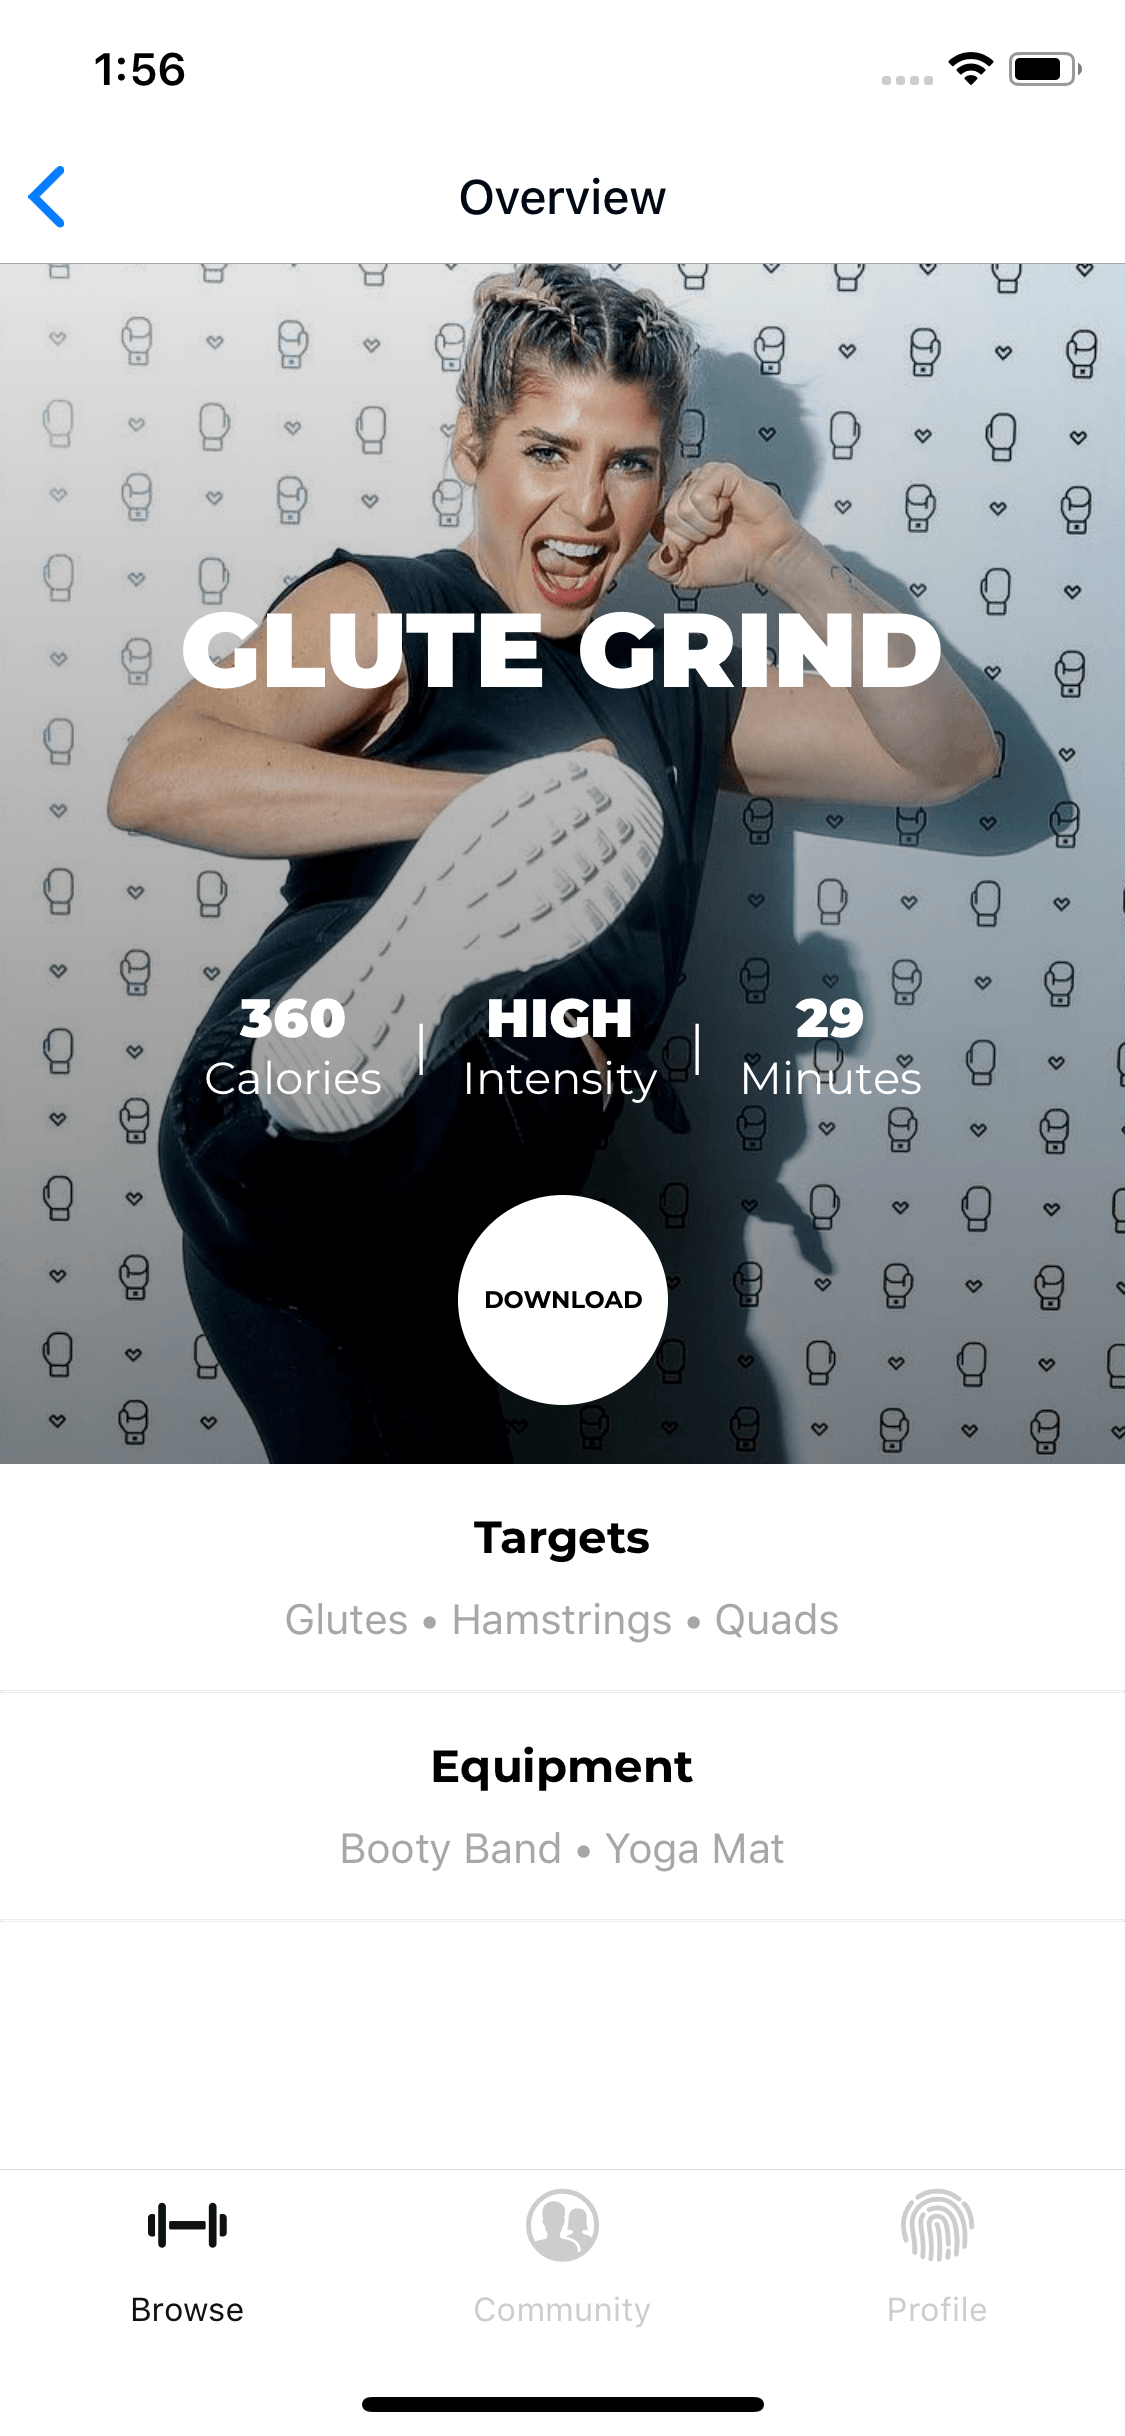 1:56
Overview
GLUTE GRIND
360 HIGH 29
Calories Intensity Minutes
DOWNLOAD
Targets
Glutes • Hamstrings • Quads
Equipment
Booty Band • Yoga Mat
Browse Community Profile